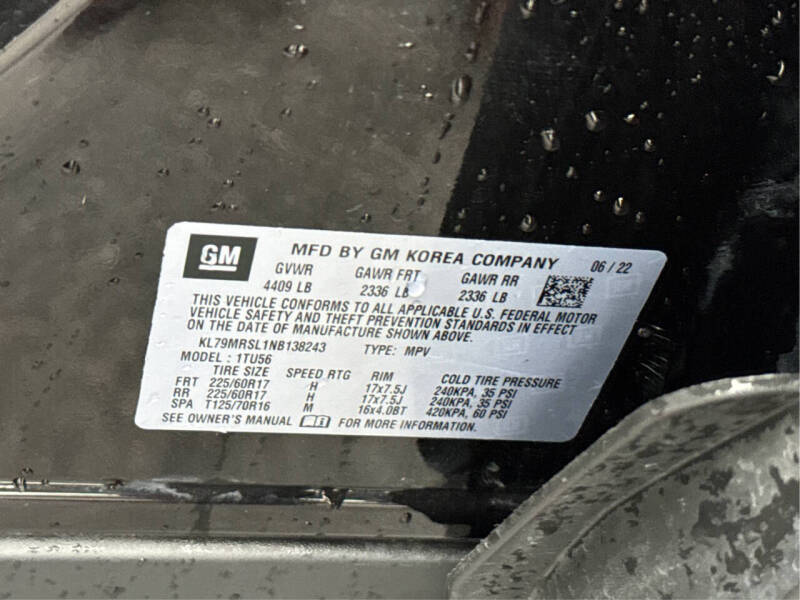 GM MFD BY GM KOREA COMPANY 06 / 22
GVWR GAWR FRT GAWR RR
4409 LB 2336 LB 2336 LB
THIS VEHICLE CONFORMS TO ALL APPLICABLE U.S. FEDERAL MOTOR
VEHICLE SAFETY AND THEFT PREVENTION STANDARDS IN EFFECT
ON THE DATE OF MANUFACTURE SHOWN ABOVE.
KL79MRSL1NB138243 TYPE: MPV
MODEL : 1TU56
TIRE SIZE SPEED RTG RIM COLD TIRE PRESSURE
FRT 225/60R17 H 17x7.5J 240KPA, 35 PSI
RR 225/60R17 H 17x7.5J 240KPA, 35 PSI
SPA T125/70R16 M 16x4.0BT 420KPA, 60 PSI
SEE OWNER'S MANUAL FOR MORE INFORMATION.